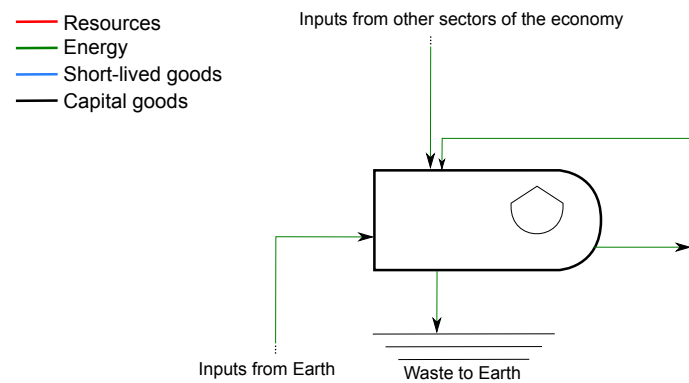 Inputs from other sectors of the economy
Resources
Energy
Short-lived goods
Capital goods
Inputs from Earth
Waste to Earth